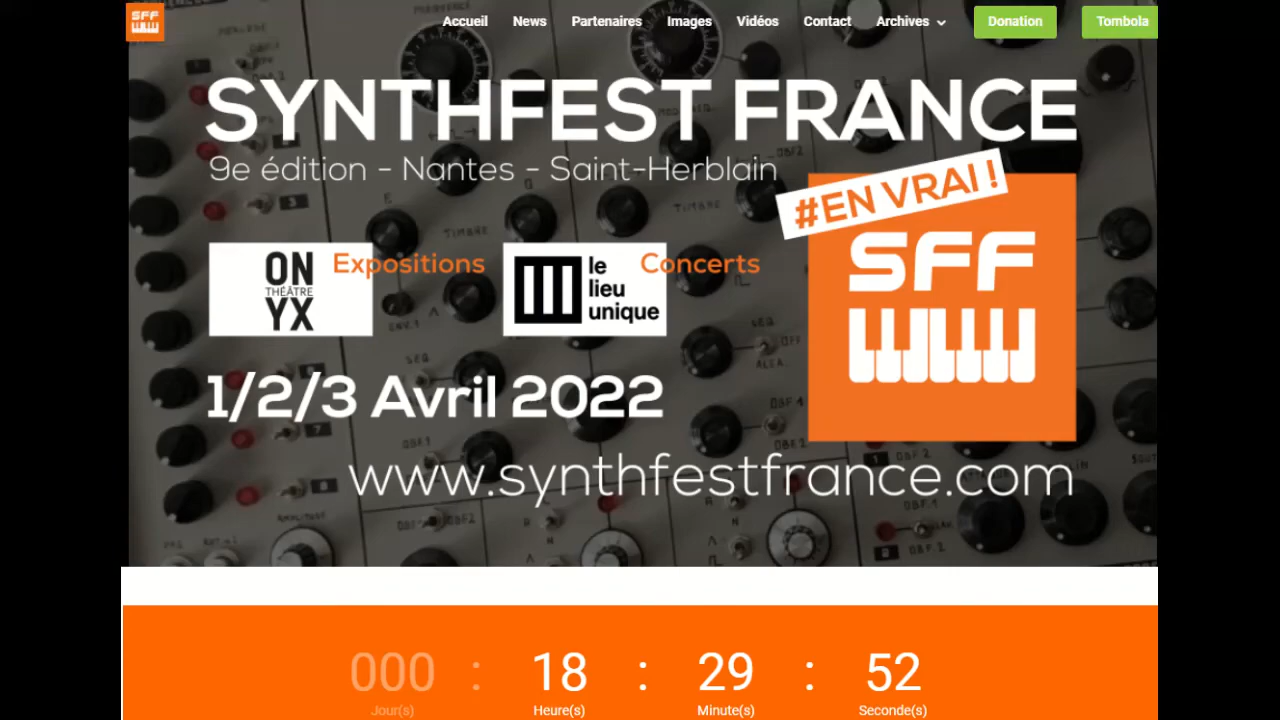 SFF
Accueil News Partenaires Images Vidéos Contact Archives Donation Tombola
SYNTHFEST FRANCE
9e édition - Nantes - Saint-Herblain
#EN VRAI !
ON
THÉÂTRE
YX
Expositions
le
lieu
unique
Concerts
SFF
1/2/3 Avril 2022
www.synthfestfrance.com
000 : 18 : 29 : 52
Jour(s) Heure(s) Minute(s) Seconde(s)